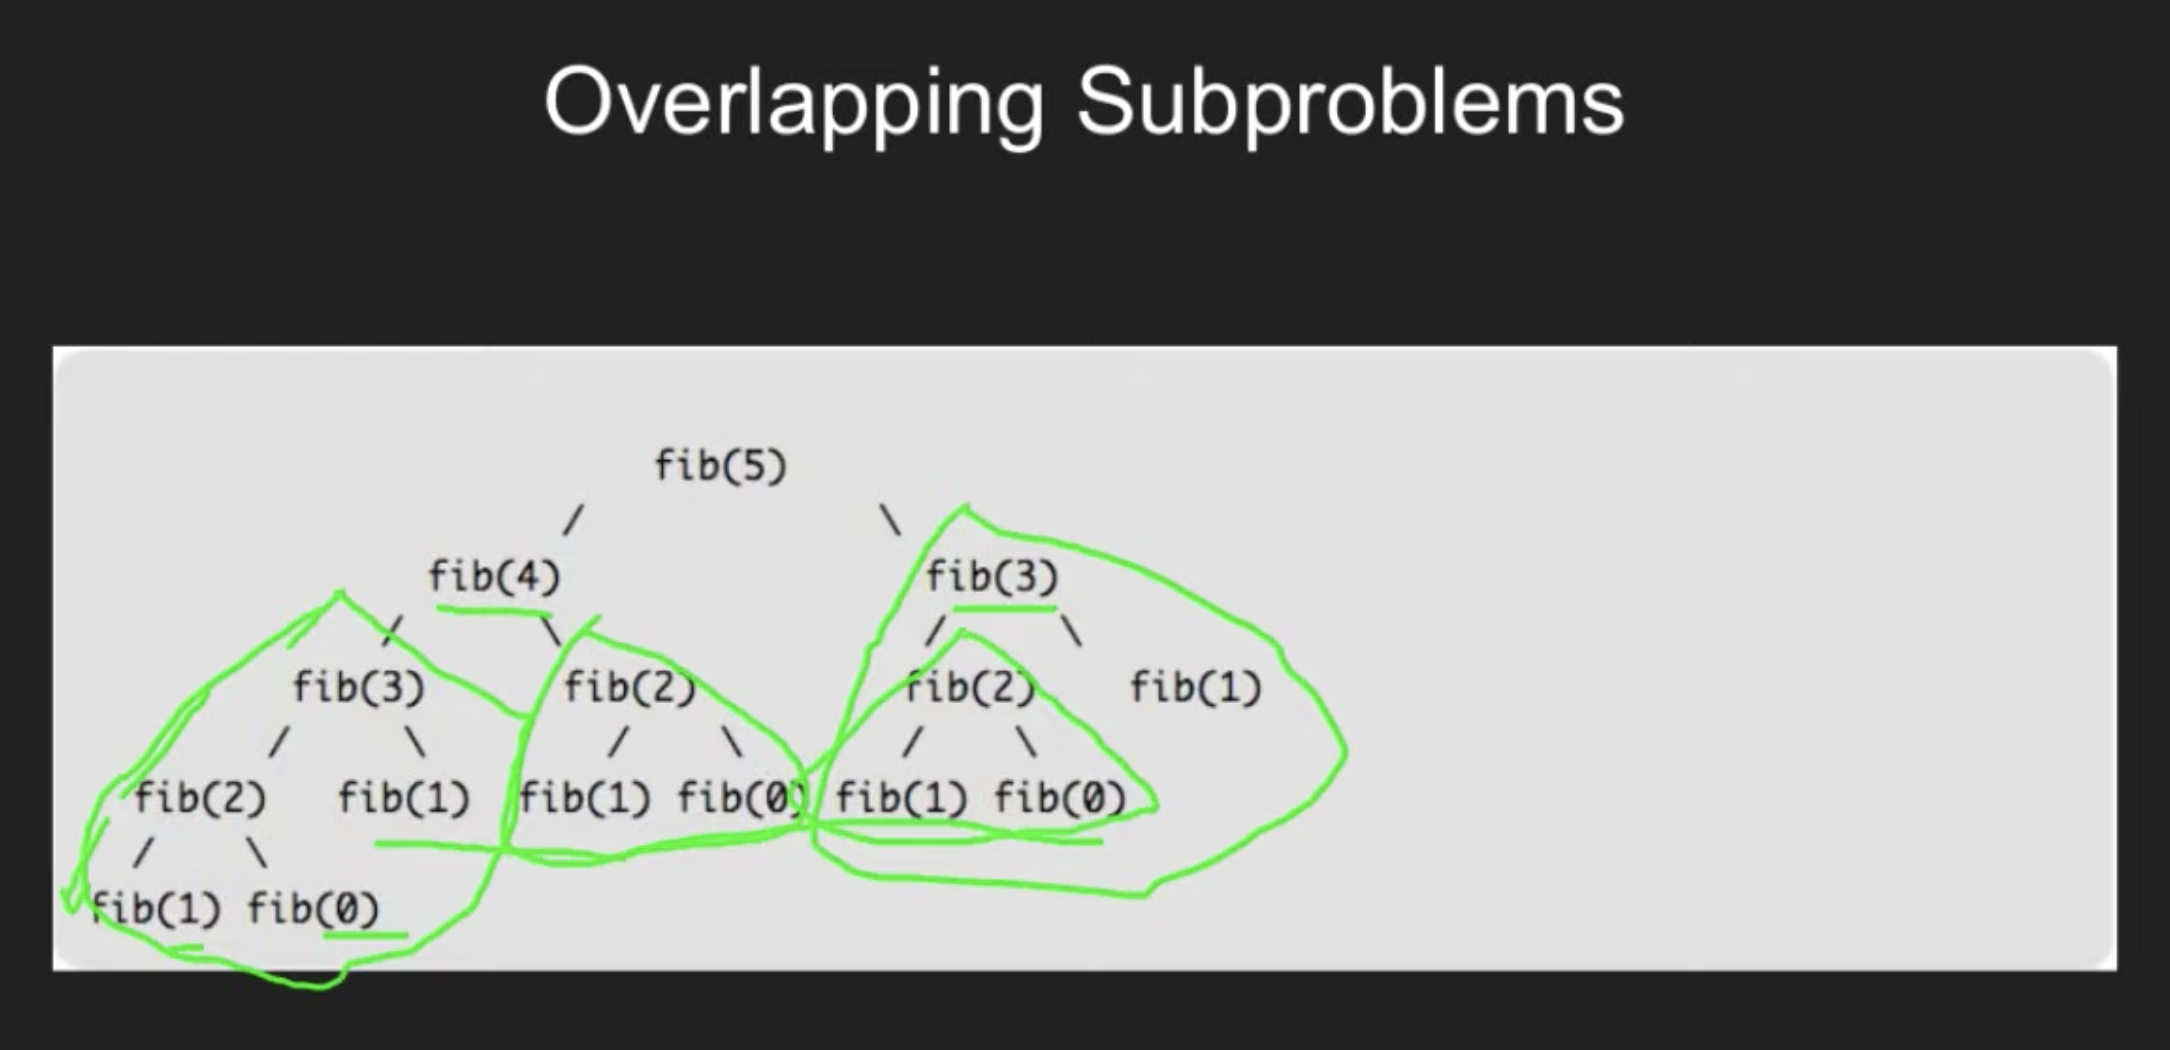 Overlapping Subproblems
fib(5)
/ \
fib(4) fib(3)
/ \ / \
fib(3) fib(2) fib(2) fib(1)
/ \ / \ / \
fib(2) fib(1) fib(1) fib(0) fib(1) fib(0)
/ \
fib(1) fib(0)